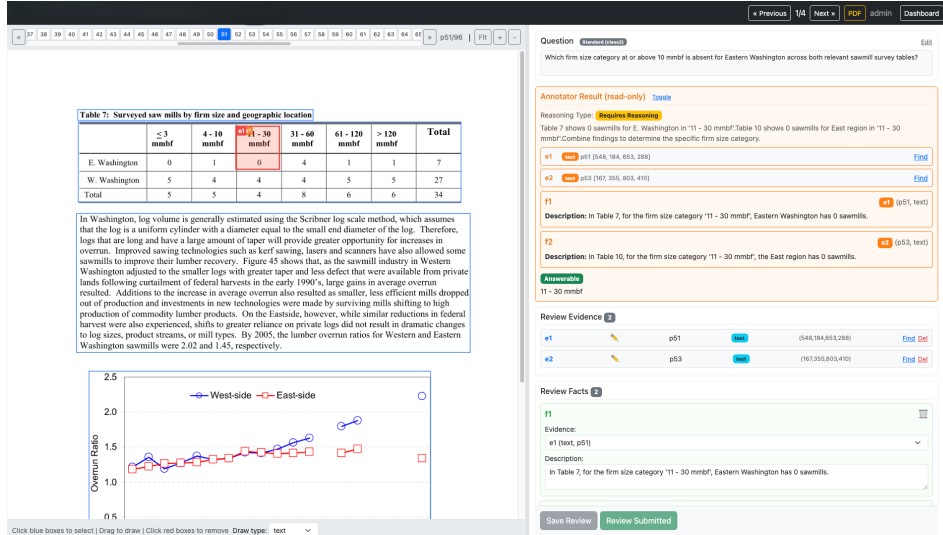 « Previous 1/4 Next » PDF admin Dashboard
« 37 38 39 40 41 42 43 44 45 46 47 48 49 50 51 52 53 54 55 56 57 58 59 60 61 62 63 64 » p51/96 | Fit + -
Table 7: Surveyed saw mills by firm size and geographic location
≤ 3 mmbf 4 - 10 mmbf e1 11 - 30 mmbf 31 - 60 mmbf 61 - 120 mmbf > 120 mmbf Total
E. Washington 0 1 0 4 1 1 7
W. Washington 5 4 4 4 5 5 27
Total 5 5 4 8 6 6 34
In Washington, log volume is generally estimated using the Scribner log scale method, which assumes
that the log is a uniform cylinder with a diameter equal to the small end diameter of the log. Therefore,
logs that are long and have a large amount of taper will provide greater opportunity for increases in
overrun. Improved sawing technologies such as kerf sawing, lasers and scanners have also allowed some
sawmills to improve their lumber recovery. Figure 45 shows that, as the sawmill industry in Western
Washington adjusted to the smaller logs with greater taper and less defect that were available from private
lands following curtailment of federal harvests in the early 1990's, large gains in average overrun
resulted. Additions to the increase in average overrun also resulted as smaller, less efficient mills dropped
out of production and investments in new technologies were made by surviving mills shifting to high
production of commodity lumber products. On the Eastside, however, while similar reductions in federal
harvest were also experienced, shifts to greater reliance on private logs did not result in dramatic changes
to log sizes, product streams, or mill types. By 2005, the lumber overrun ratios for Western and Eastern
Washington sawmills were 2.02 and 1.45, respectively.
2.5
West-side East-side
2.0
1.5
1.0
0.5
Overrun Ratio
Click blue boxes to select | Drag to draw | Click red boxes to remove Draw type: text
Question Standard (class2) Edit
Which firm size category at or above 10 mmbf is absent for Eastern Washington across both relevant sawmill survey tables?
Annotator Result (read-only) Toggle
Reasoning Type: Requires Reasoning
Table 7 shows 0 sawmills for E. Washington in '11 - 30 mmbf'.Table 10 shows 0 sawmills for East region in '11 - 30
mmbf'.Combine findings to determine the specific firm size category.
e1 text p51 [548, 184, 653, 288] Find
e2 text p53 [167, 355, 803, 410] Find
f1 e1 (p51, text)
Description: In Table 7, for the firm size category '11 - 30 mmbf', Eastern Washington has 0 sawmills.
f2 e2 (p53, text)
Description: In Table 10, for the firm size category '11 - 30 mmbf', the East region has 0 sawmills.
Answerable
11 - 30 mmbf
Review Evidence 2
e1 p51 text (548,184,653,288) Find Del
e2 p53 text (167,355,803,410) Find Del
Review Facts 2
f1
Evidence:
e1 (text, p51)
Description:
In Table 7, for the firm size category '11 - 30 mmbf', Eastern Washington has 0 sawmills.
Save Review Review Submitted